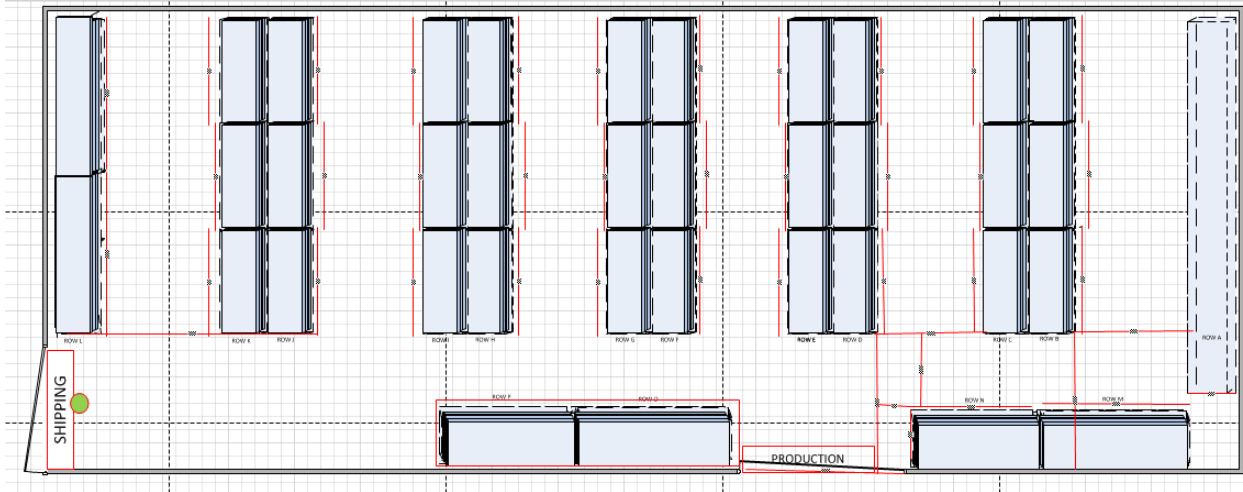 ROW L
ROW K
ROW J
ROW I
ROW H
ROW G
ROW F
ROW E
ROW D
ROW C
ROW B
ROW A
SHIPPING
ROW P
ROW O
PRODUCTION
ROW N
ROW M